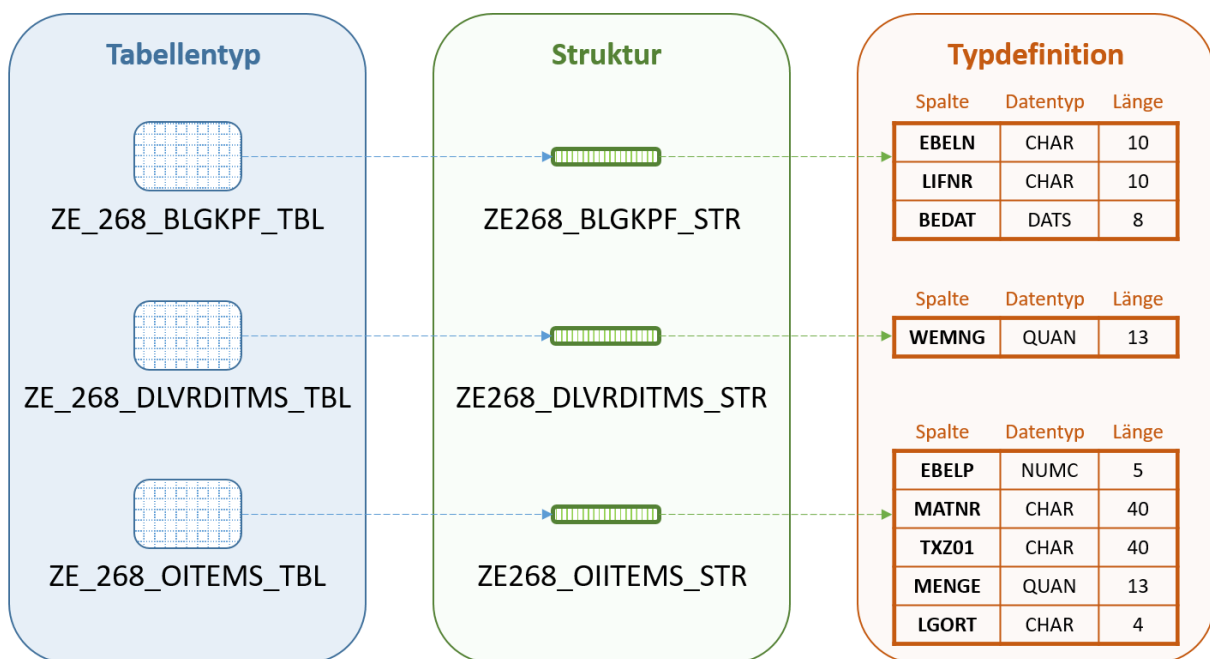 Tabellentyp
ZE_268_BLGKPF_TBL
ZE_268_DLVRDITMS_TBL
ZE_268_OITEMS_TBL
Struktur
ZE268_BLGKPF_STR
ZE268_DLVRDITMS_STR
ZE268_OIITEMS_STR
Typdefinition
Spalte Datentyp Länge
EBELN CHAR 10
LIFNR CHAR 10
BEDAT DATS 8
Spalte Datentyp Länge
WEMNG QUAN 13
Spalte Datentyp Länge
EBELP NUMC 5
MATNR CHAR 40
TXZ01 CHAR 40
MENGE QUAN 13
LGORT CHAR 4